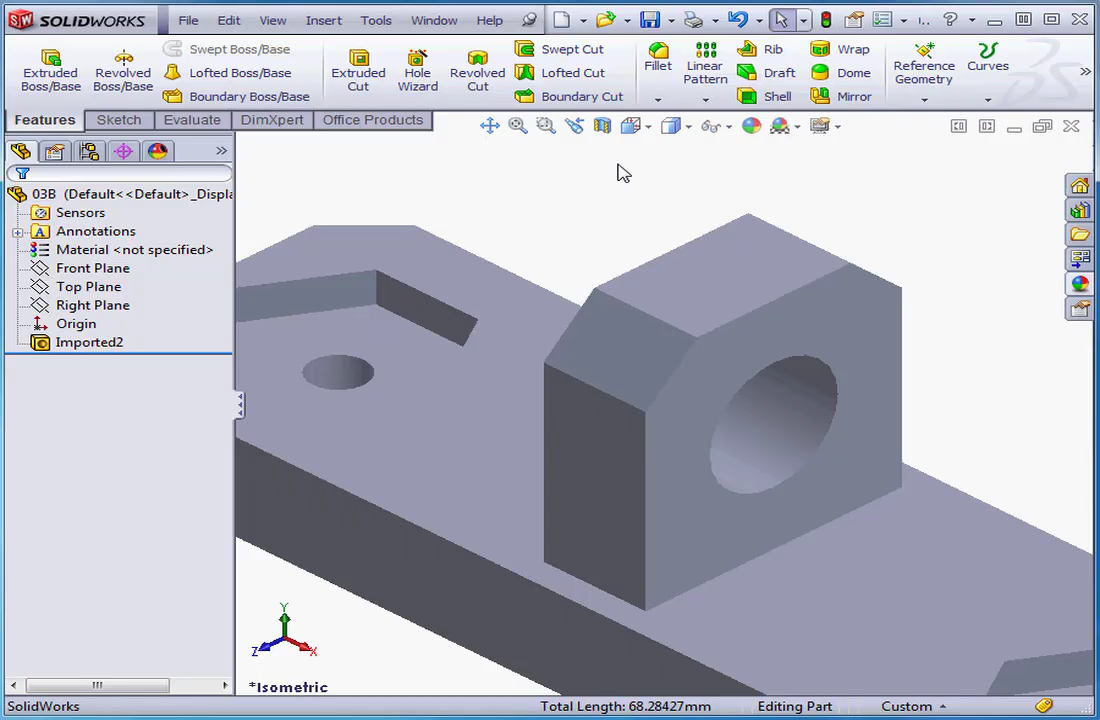 SOLIDWORKS File Edit View Insert Tools Window Help
Extruded Boss/Base
Revolved Boss/Base
Swept Boss/Base
Lofted Boss/Base
Boundary Boss/Base
Extruded Cut
Hole Wizard
Revolved Cut
Swept Cut
Lofted Cut
Boundary Cut
Fillet
Linear Pattern
Rib
Draft
Shell
Wrap
Dome
Mirror
Reference Geometry
Curves
Features Sketch Evaluate DimXpert Office Products
03B (Default<<Default>_Displa
Sensors
Annotations
Material <not specified>
Front Plane
Top Plane
Right Plane
Origin
Imported2
Y
Z X
*Isometric
SolidWorks Total Length: 68.28427mm Editing Part Custom